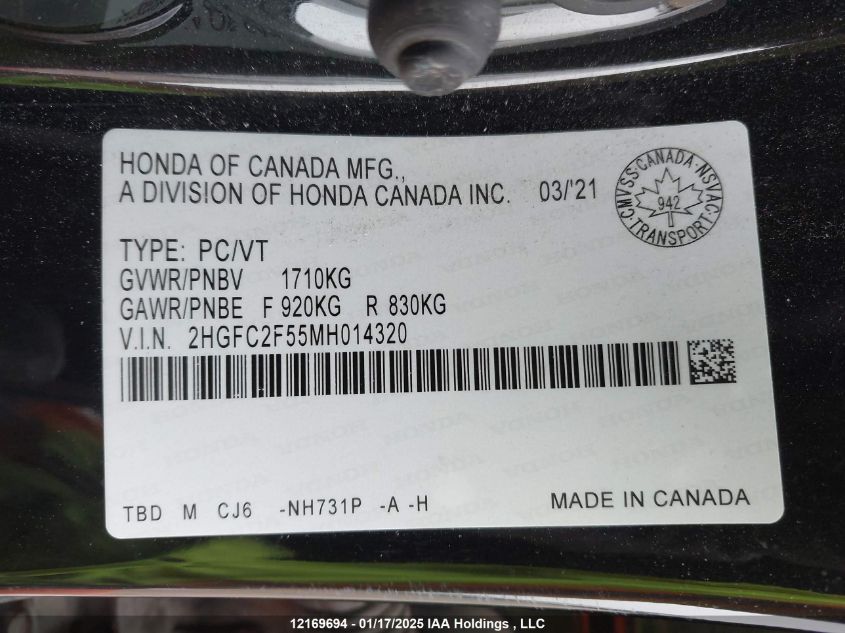 HONDA OF CANADA MFG.,
A DIVISION OF HONDA CANADA INC. 03/'21
CMVSS·CANADA·NSVAC·TRANSPORT·
942
TYPE: PC/VT
GVWR/PNBV 1710KG
GAWR/PNBE F 920KG R 830KG
V.I.N. 2HGFC2F55MH014320
TBD M CJ6 -NH731P -A -H MADE IN CANADA
12169694 - 01/17/2025 IAA Holdings , LLC